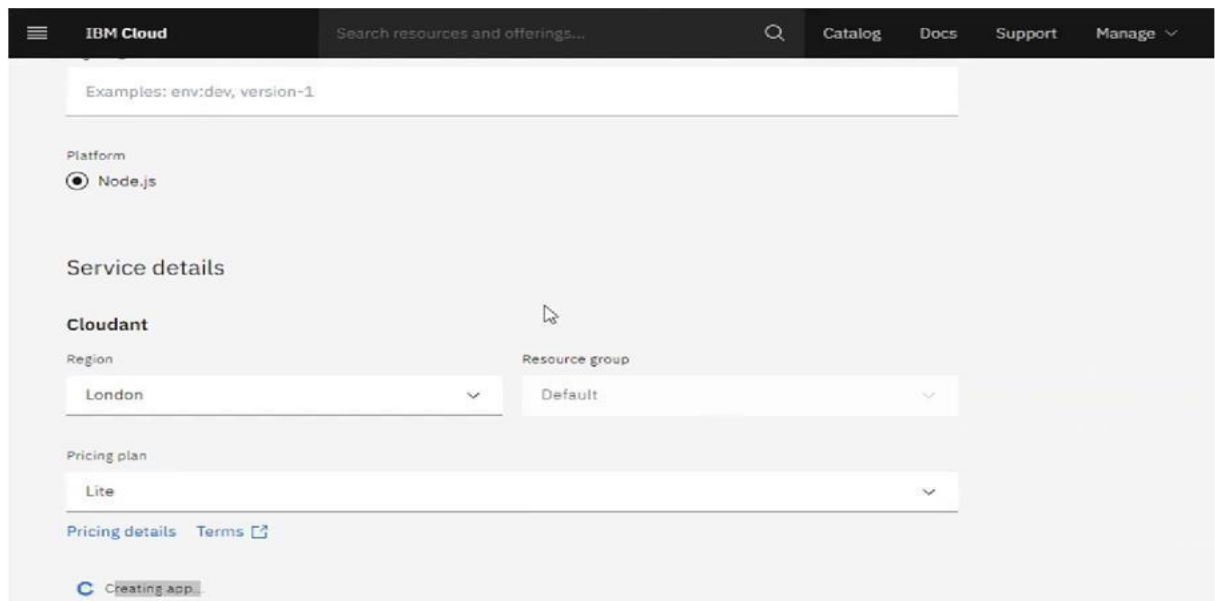 IBM Cloud Search resources and offerings... Catalog Docs Support Manage
Examples: env:dev, version-1
Platform
Node.js
Service details
Cloudant
Region Resource group
London Default
Pricing plan
Lite
Pricing details Terms
Creating app...